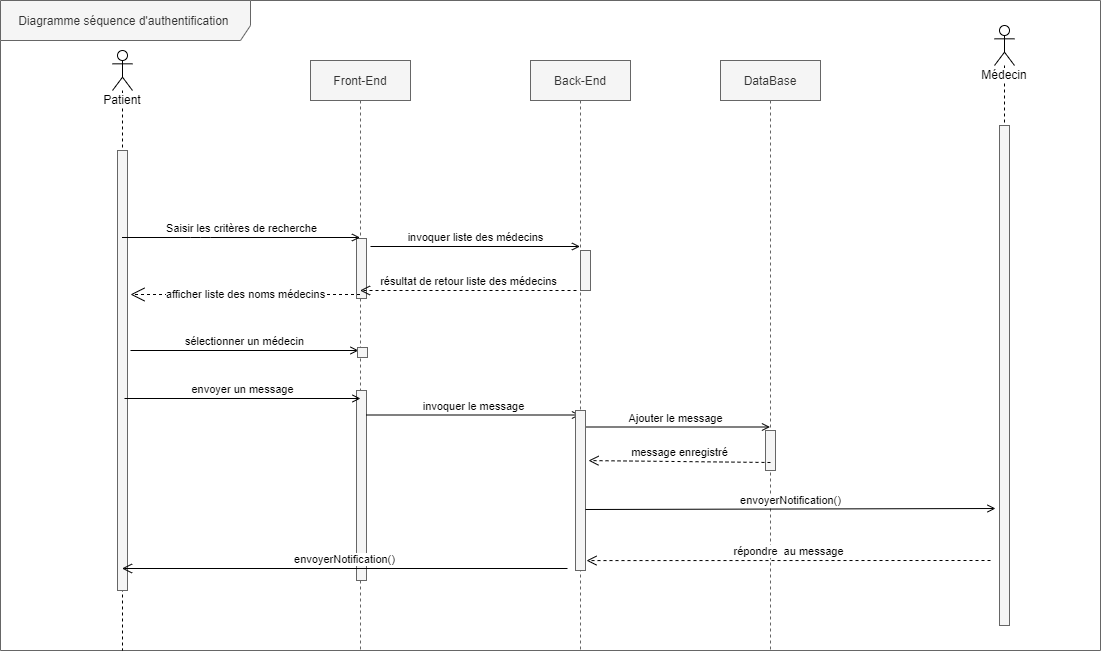 Diagramme séquence d'authentification
Patient
Front-End
Back-End
DataBase
Médecin
Saisir les critères de recherche
invoquer liste des médecins
résultat de retour liste des médecins
afficher liste des noms médecins
sélectionner un médecin
envoyer un message
invoquer le message
Ajouter le message
message enregistré
envoyerNotification()
répondre au message
envoyerNotification()